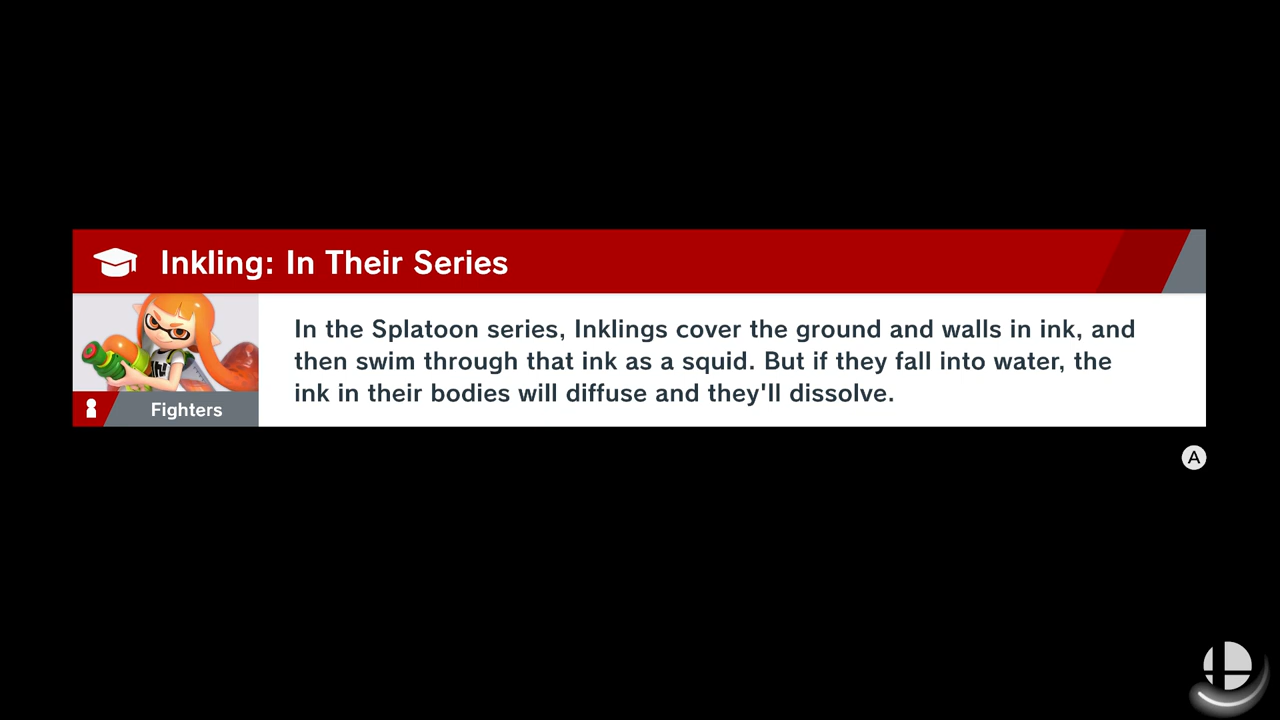 Inkling: In Their Series
In the Splatoon series, Inklings cover the ground and walls in ink, and
then swim through that ink as a squid. But if they fall into water, the
ink in their bodies will diffuse and they'll dissolve.
Fighters
A